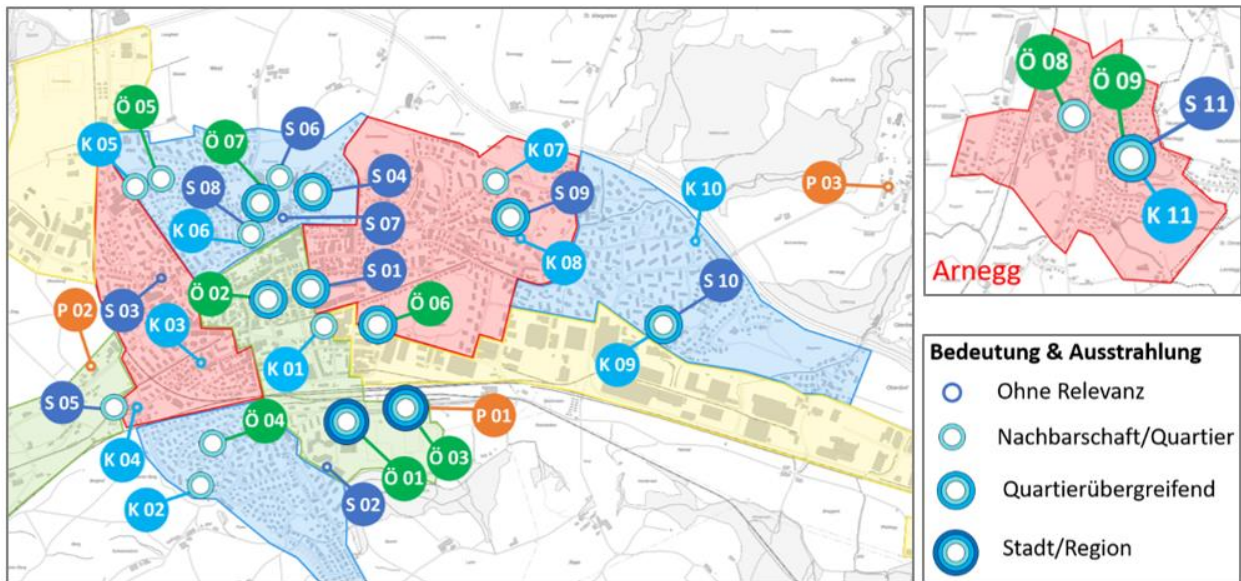 Ö 05
S 06
Ö 07
K 05
K 07
S 08
S 04
S 09
K 10
P 03
K 06
S 07
K 08
S 01
Ö 02
S 03
Ö 06
S 10
P 02
K 03
K 01
K 09
S 05
K 04
Ö 04
P 01
Ö 01
Ö 03
K 02
S 02
Ö 08
Ö 09
S 11
K 11
Arnegg
Bedeutung & Ausstrahlung
Ohne Relevanz
Nachbarschaft/Quartier
Quartierübergreifend
Stadt/Region